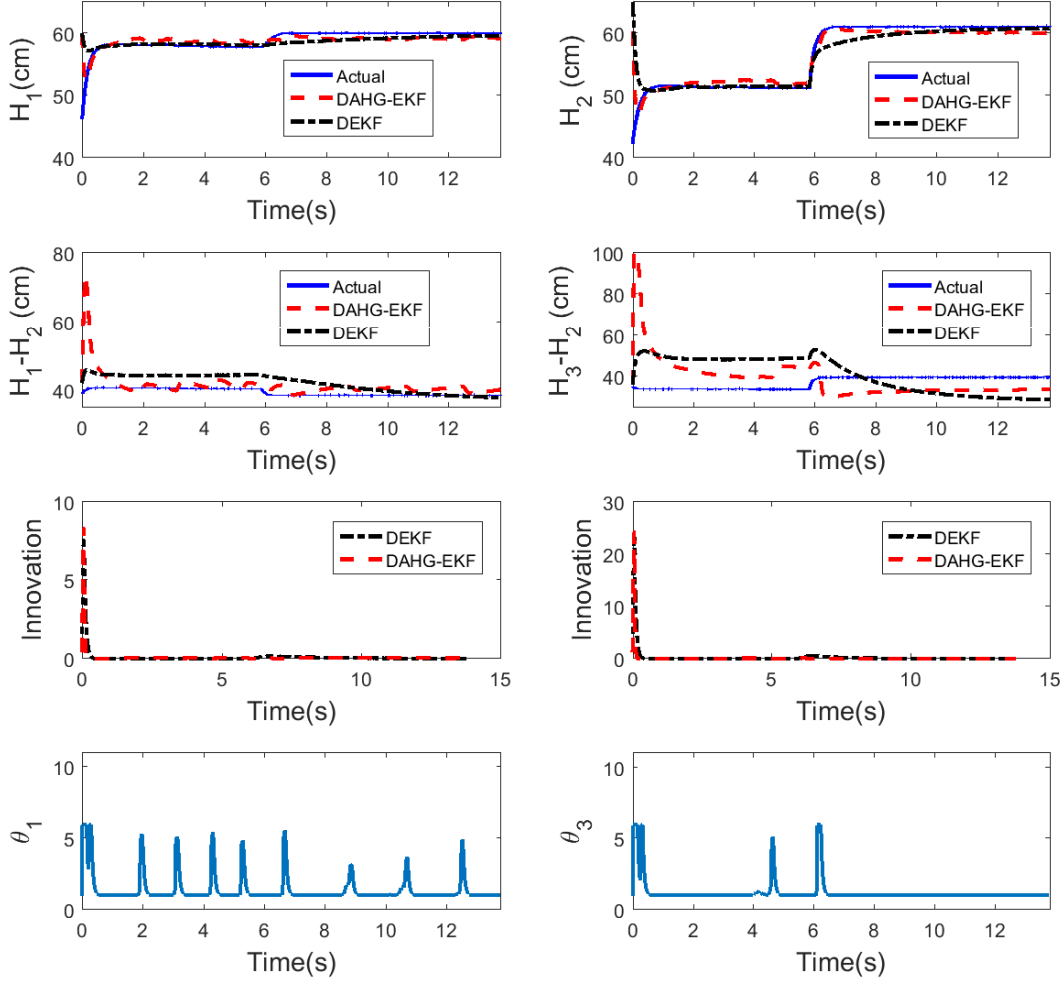 H1(cm)
60
50
40
0 2 4 6 8 10 12
Time(s)
Actual
DAHG-EKF
DEKF
H2 (cm)
60
50
40
0 2 4 6 8 10 12
Time(s)
Actual
DAHG-EKF
DEKF
H1-H2 (cm)
80
60
40
0 2 4 6 8 10 12
Time(s)
Actual
DAHG-EKF
DEKF
H3-H2 (cm)
100
80
60
40
0 2 4 6 8 10 12
Time(s)
Actual
DAHG-EKF
DEKF
Innovation
10
5
0
0 5 10 15
Time(s)
DEKF
DAHG-EKF
Innovation
30
20
10
0
0 5 10 15
Time(s)
DEKF
DAHG-EKF
θ1
10
5
0
0 2 4 6 8 10 12
Time(s)
θ3
10
5
0
0 2 4 6 8 10 12
Time(s)